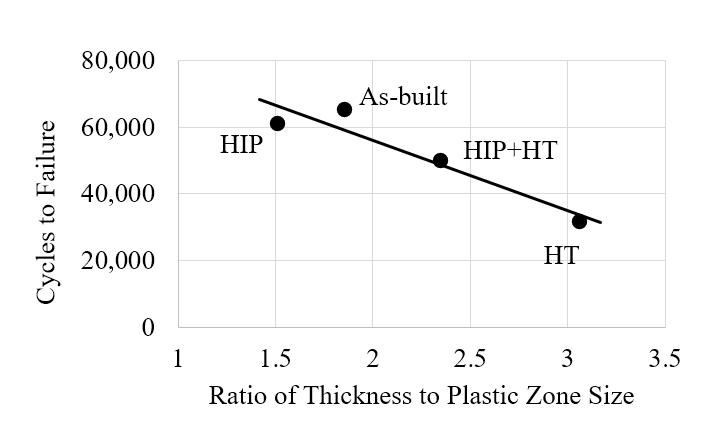 80,000
60,000
40,000
20,000
0
Cycles to Failure
As-built
HIP
HIP+HT
HT
1 1.5 2 2.5 3 3.5
Ratio of Thickness to Plastic Zone Size